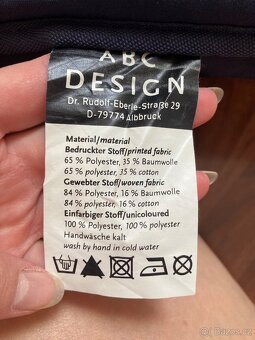 ABC
DESIGN
Dr. Rudolf-Eberle-Straße 29
D-79774 Albbruck
Material/material
Bedruckter Stoff/printed fabric
65 % Polyester, 35 % Baumwolle
65 % polyester, 35 % cotton
Gewebter Stoff/woven fabric
84 % Polyester, 16 % Baumwolle
84 % polyester, 16 % cotton
Einfarbiger Stoff/unicoloured
100 % Polyester, 100 % polyester
Handwäsche kalt
wash by hand in cold water
Bazos.cz